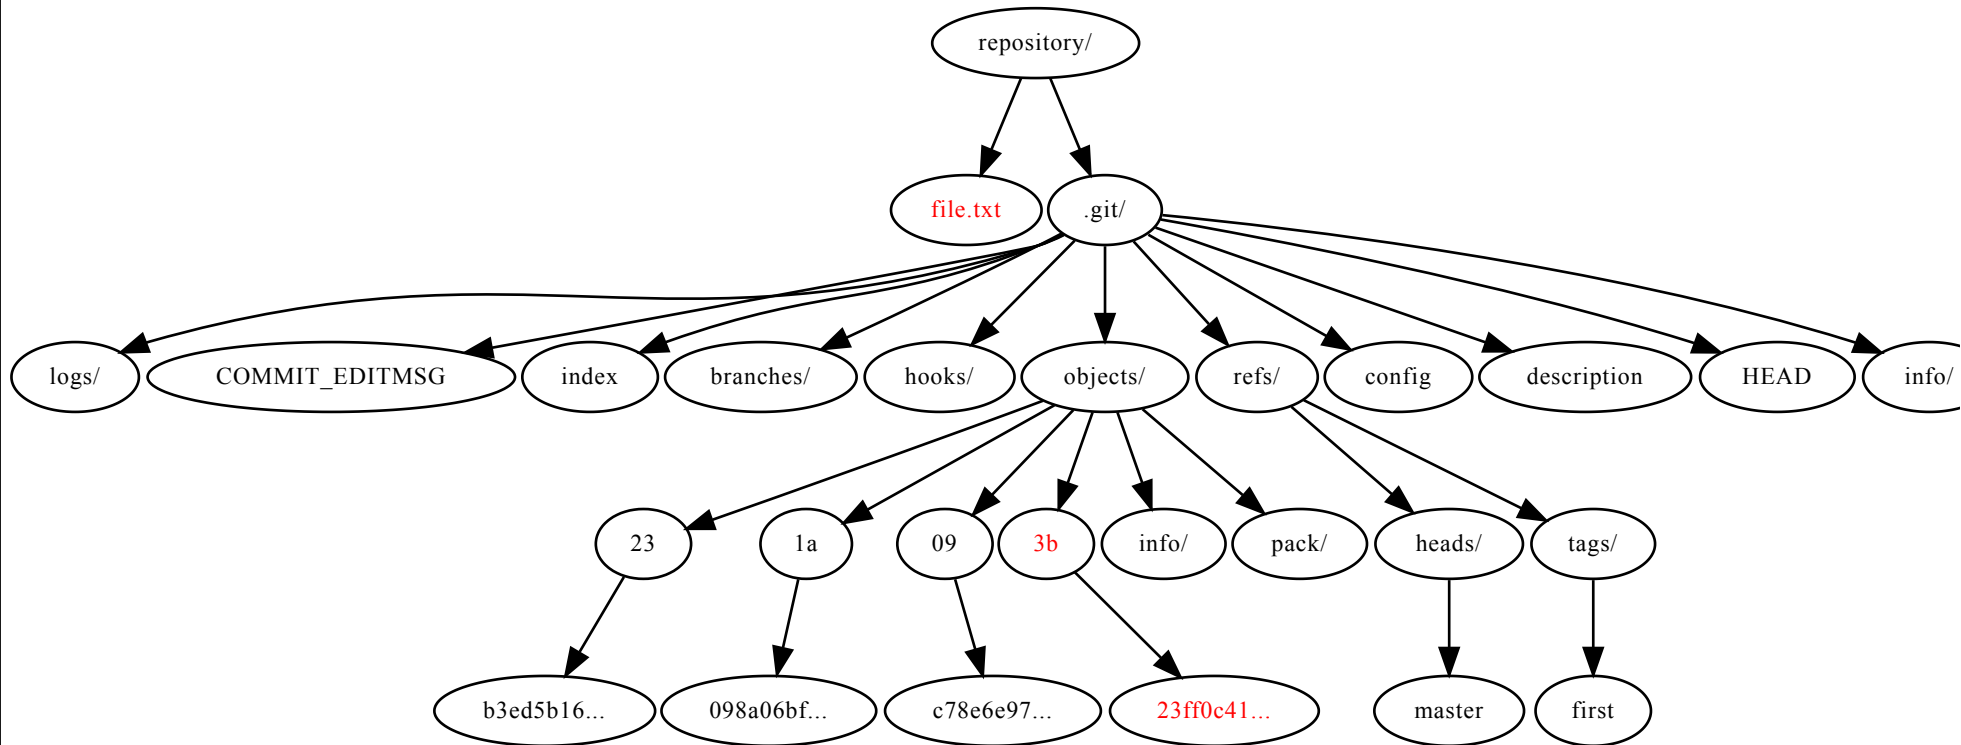 repository/
file.txt
.git/
logs/
COMMIT_EDITMSG
index
branches/
hooks/
objects/
refs/
config
description
HEAD
info/
23
1a
09
3b
info/
pack/
heads/
tags/
b3ed5b16...
098a06bf...
c78e6e97...
23ff0c41...
master
first